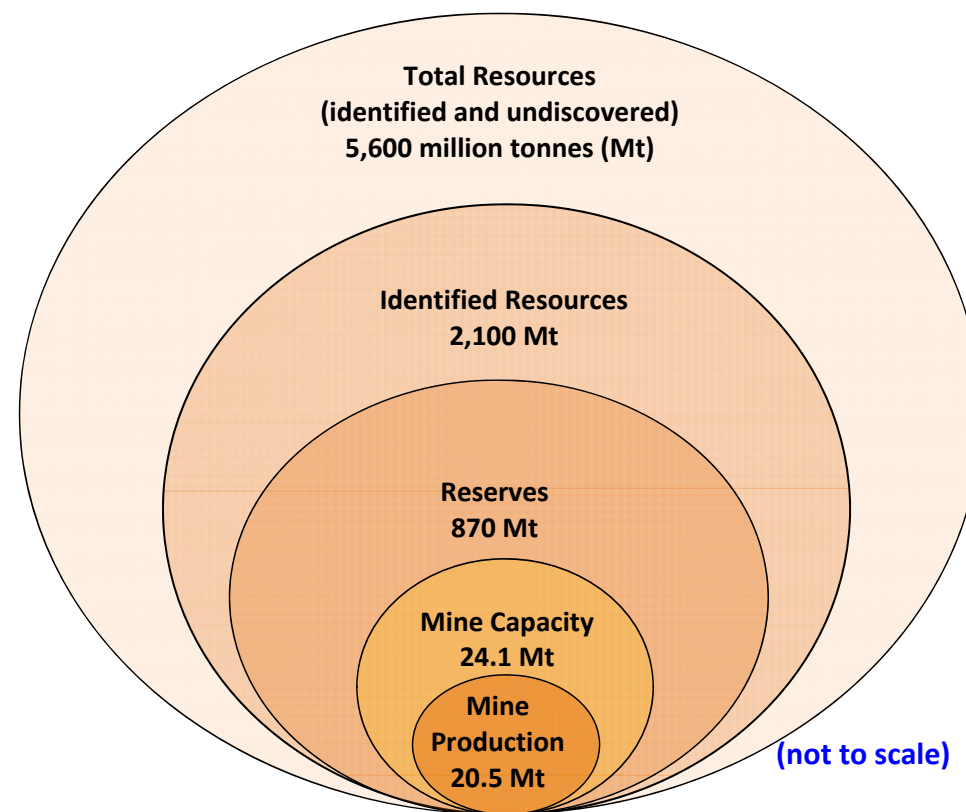 Total Resources
(identified and undiscovered)
5,600 million tonnes (Mt)
Identified Resources
2,100 Mt
Reserves
870 Mt
Mine Capacity
24.1 Mt
Mine
Production
20.5 Mt
(not to scale)